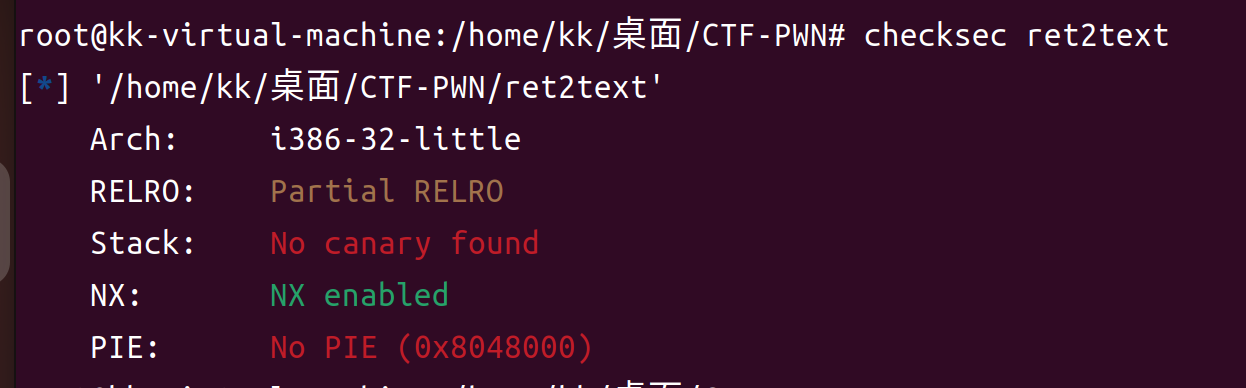 root@kk-virtual-machine:/home/kk/桌面/CTF-PWN# checksec ret2text
[*] '/home/kk/桌面/CTF-PWN/ret2text'
Arch: i386-32-little
RELRO: Partial RELRO
Stack: No canary found
NX: NX enabled
PIE: No PIE (0x8048000)